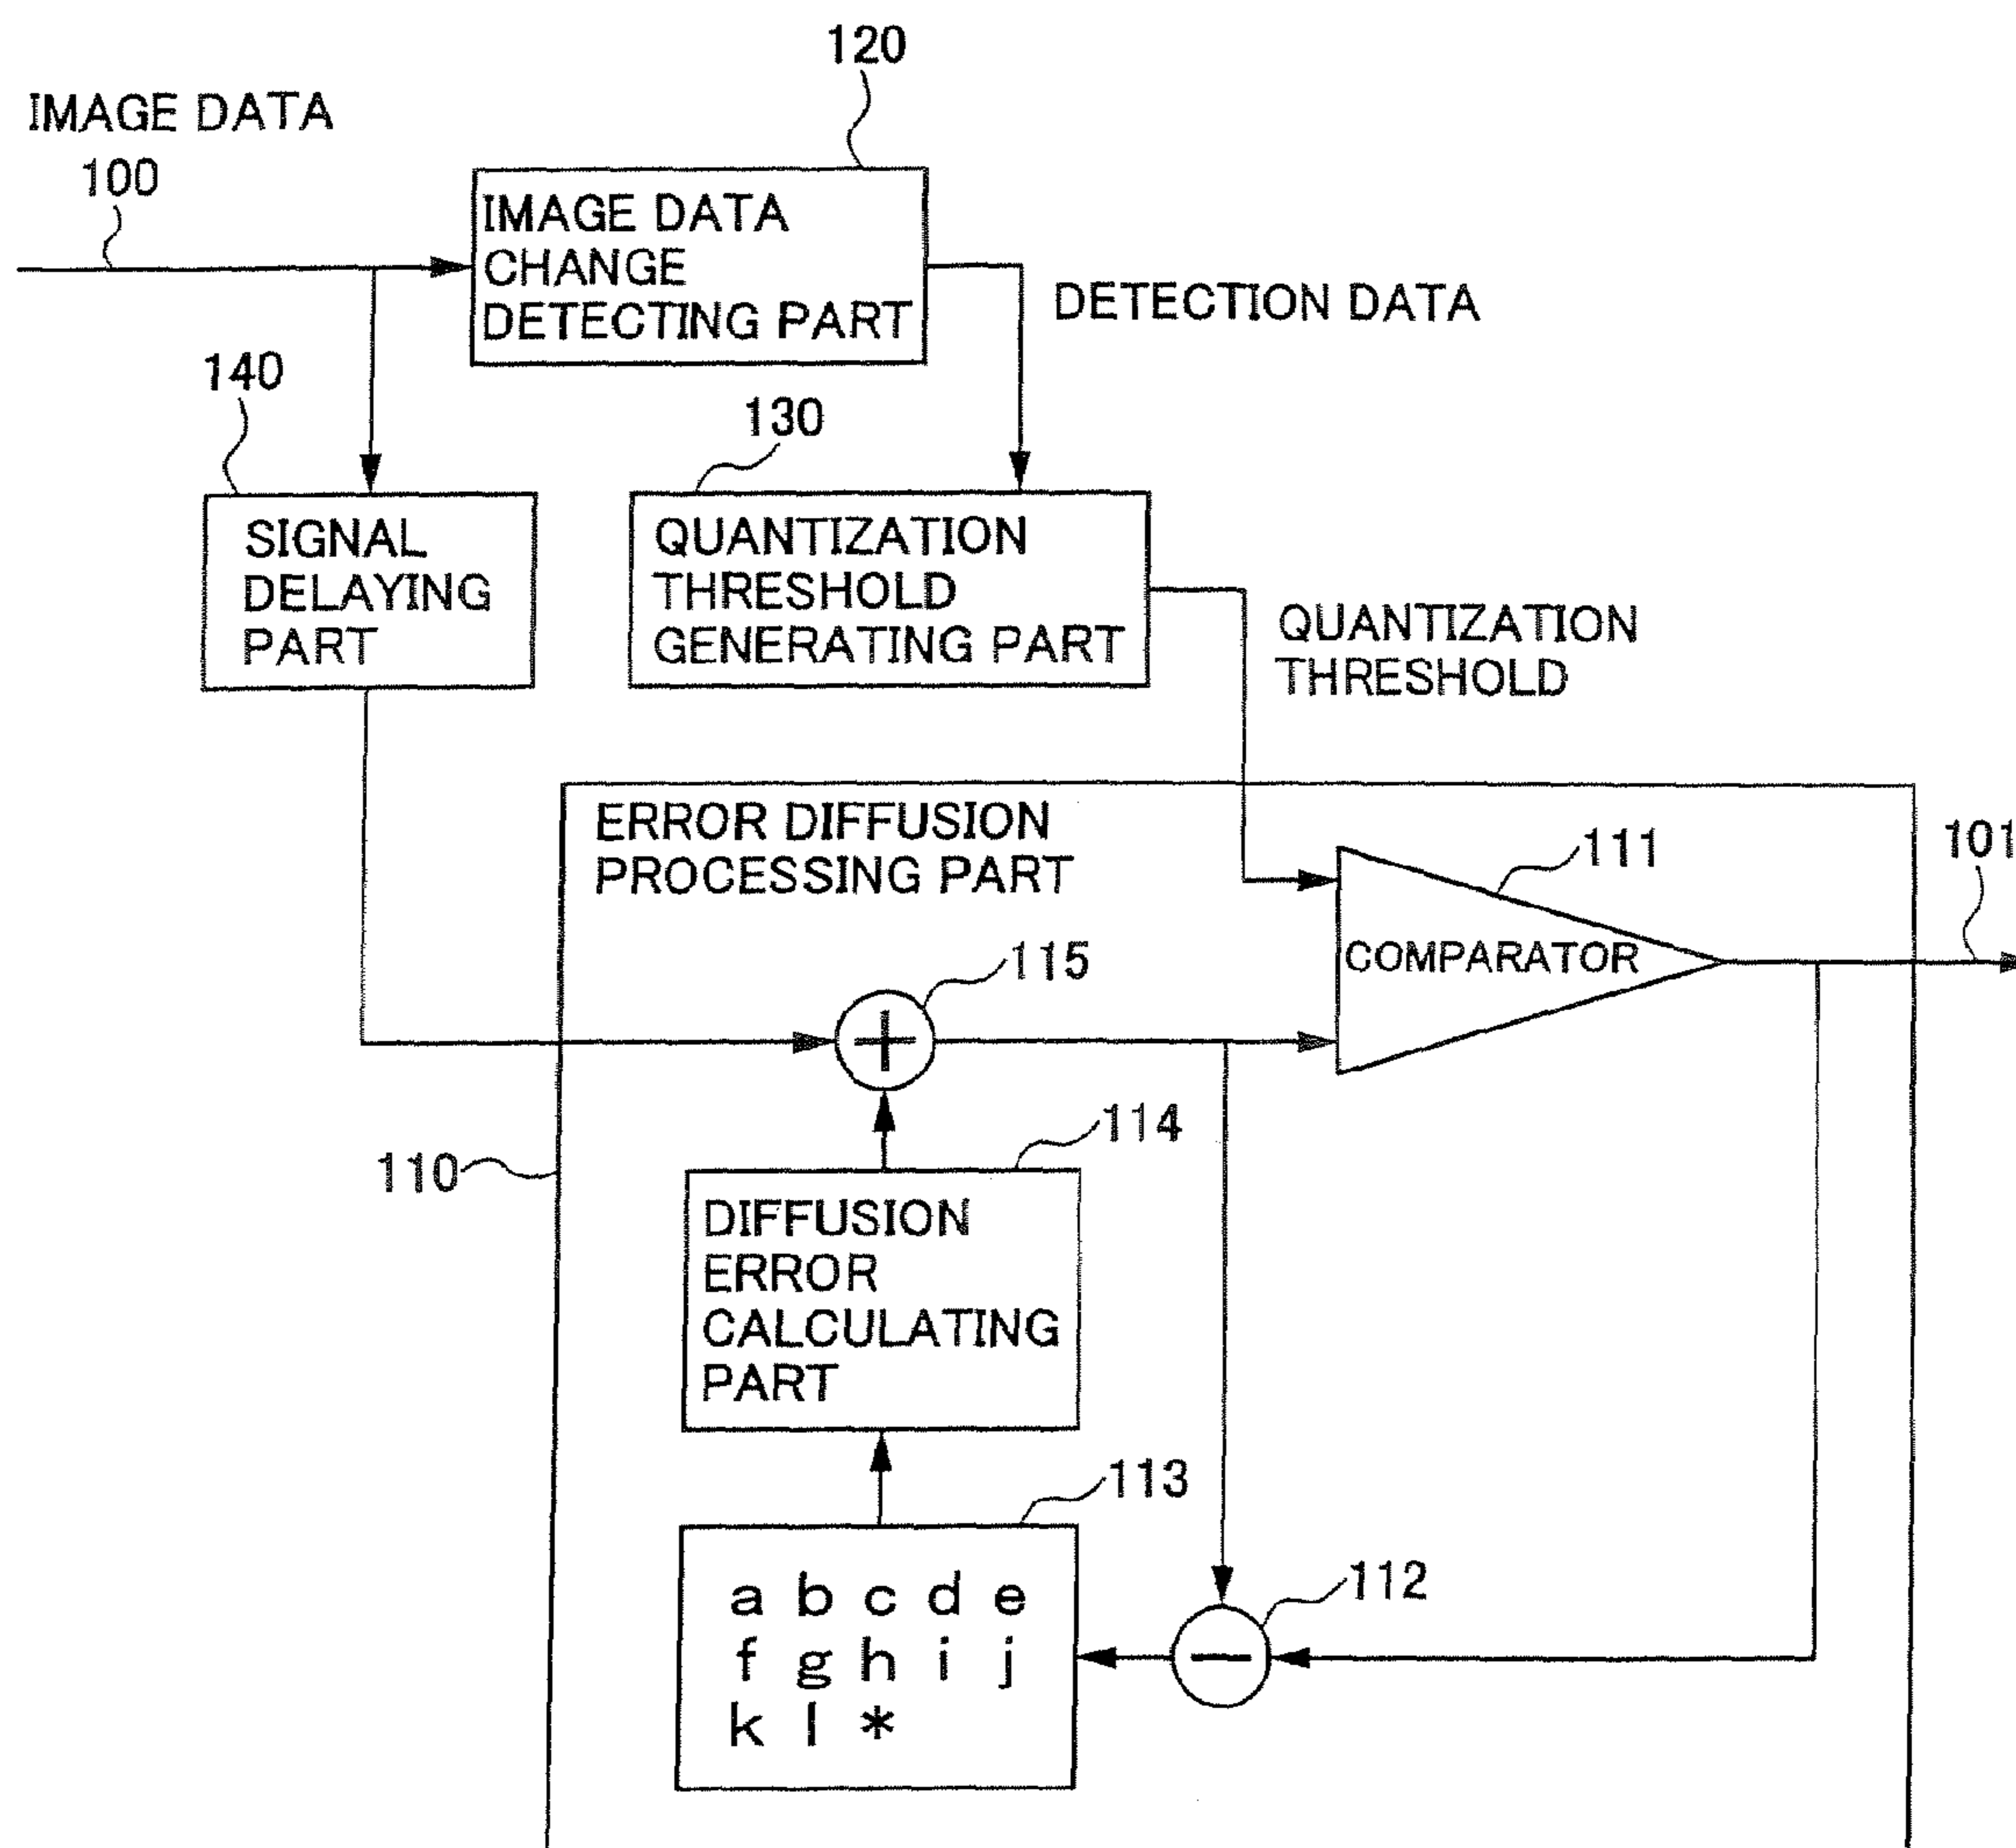 120
IMAGE DATA
100
IMAGE DATA
CHANGE
DETECTING PART
DETECTION DATA
140
130
SIGNAL
DELAYING
PART
QUANTIZATION
THRESHOLD
GENERATING PART
QUANTIZATION
THRESHOLD
ERROR DIFFUSION
PROCESSING PART
111
101
COMPARATOR
115
114
110
DIFFUSION
ERROR
CALCULATING
PART
113
112
a b c d e
f g h i j
k l *